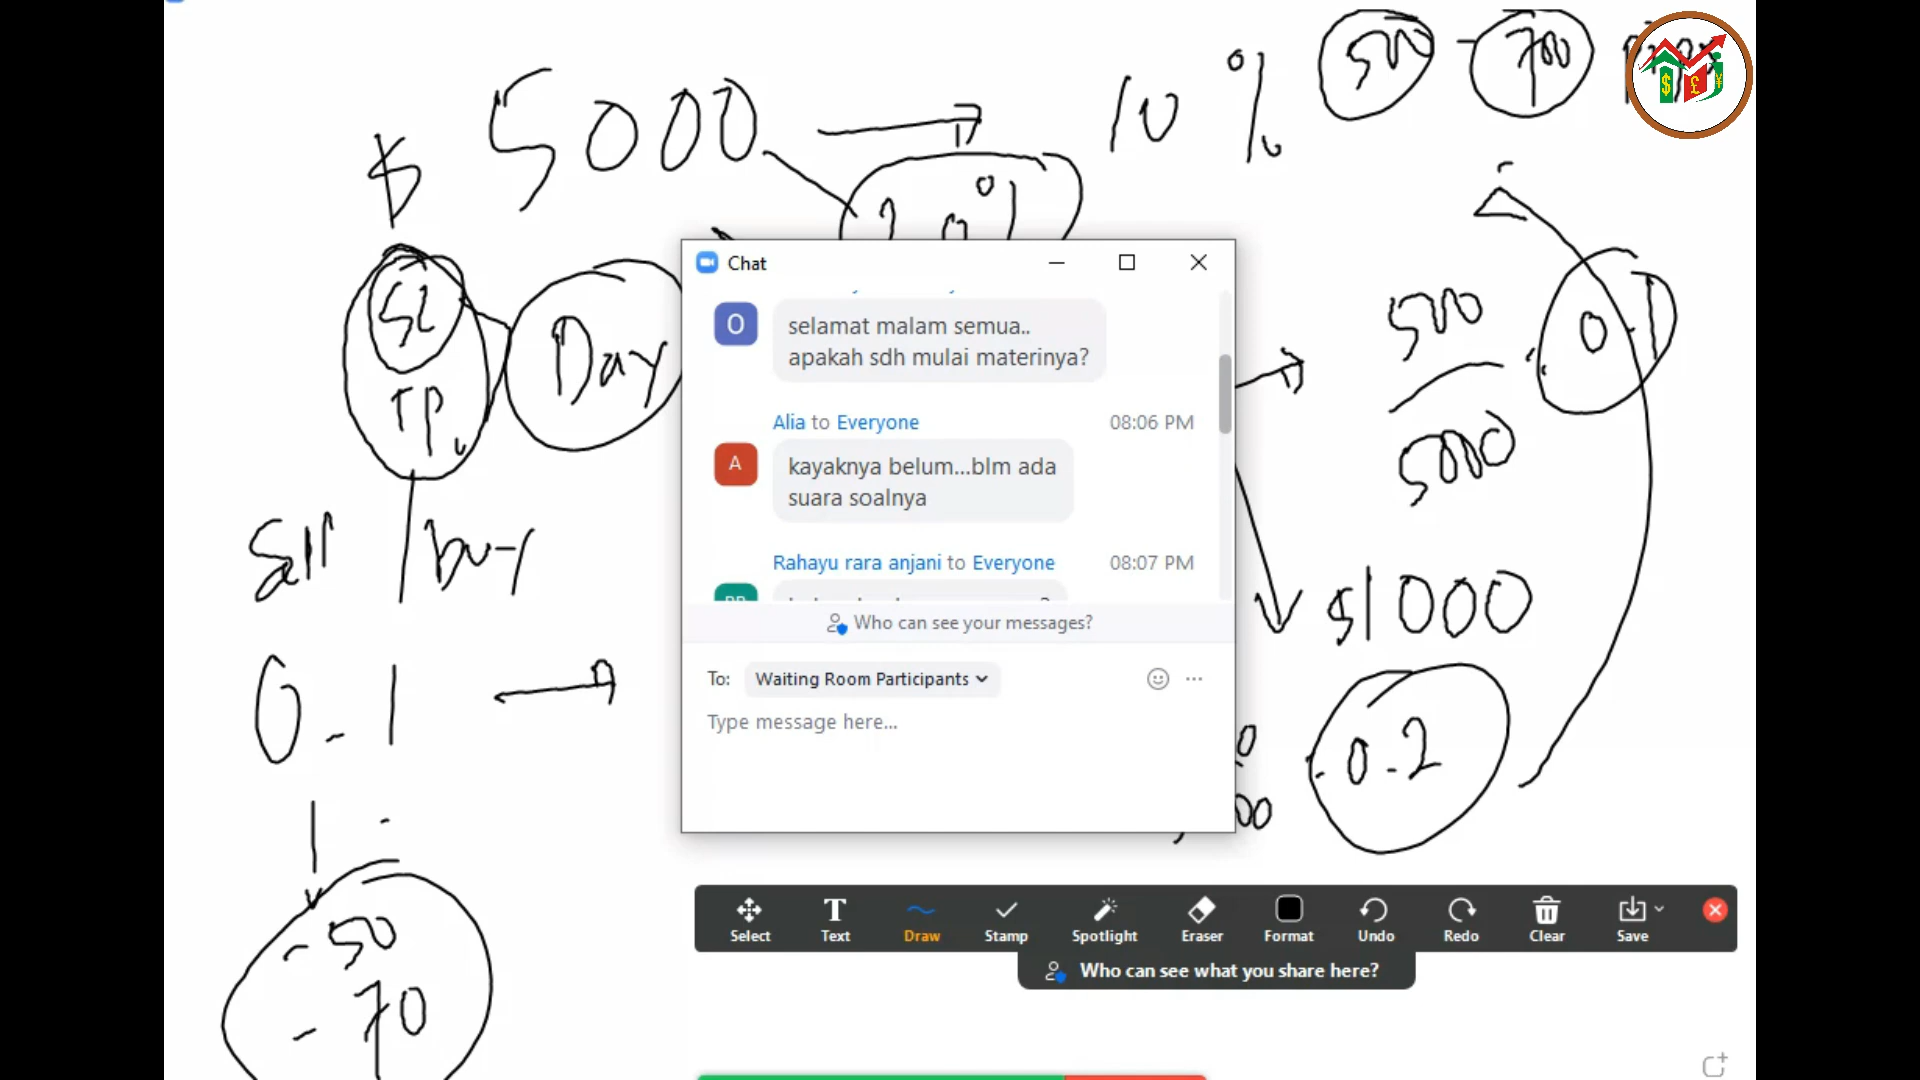 500 - 700
$ 5000 → 10%
SL
TP.
Day
500
5000
0.1
sell / buy
$1000
0.1
0.2
00
- 50
- 70
Chat
O
selamat malam semua..
apakah sdh mulai materinya?
Alia to Everyone 08:06 PM
A
kayaknya belum...blm ada
suara soalnya
Rahayu rara anjani to Everyone 08:07 PM
Who can see your messages?
To: Waiting Room Participants
Type message here...
Select Text Draw Stamp Spotlight Eraser Format Undo Redo Clear Save
Who can see what you share here?